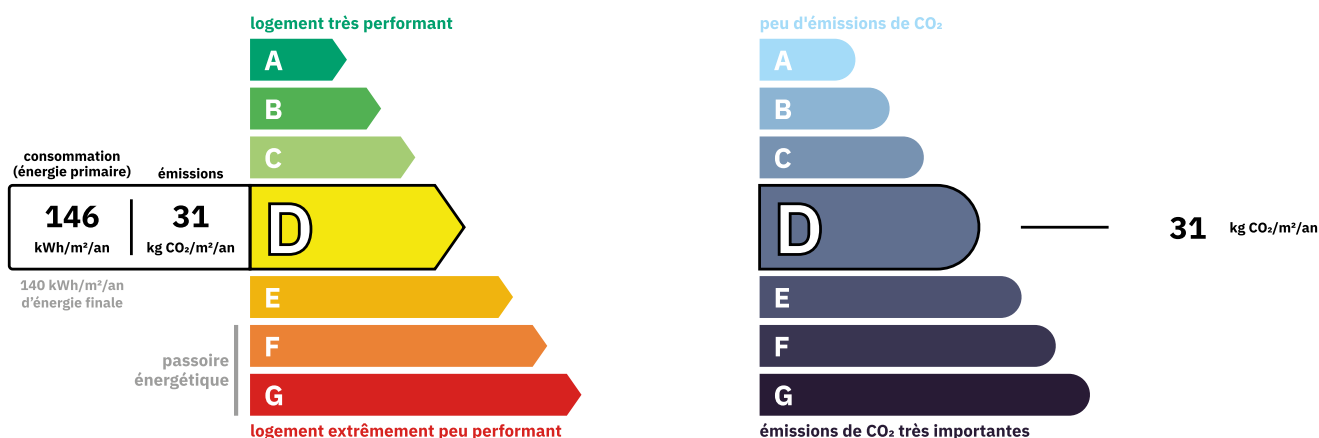 logement très performant
A
B
C
consommation
(énergie primaire)
émissions
146
kWh/m²/an
31
kg CO₂/m²/an
D
140 kWh/m²/an
d'énergie finale
E
F
passoire
énergétique
G
logement extrêmement peu performant
peu d'émissions de CO₂
A
B
C
D
31 kg CO₂/m²/an
E
F
G
émissions de CO₂ très importantes